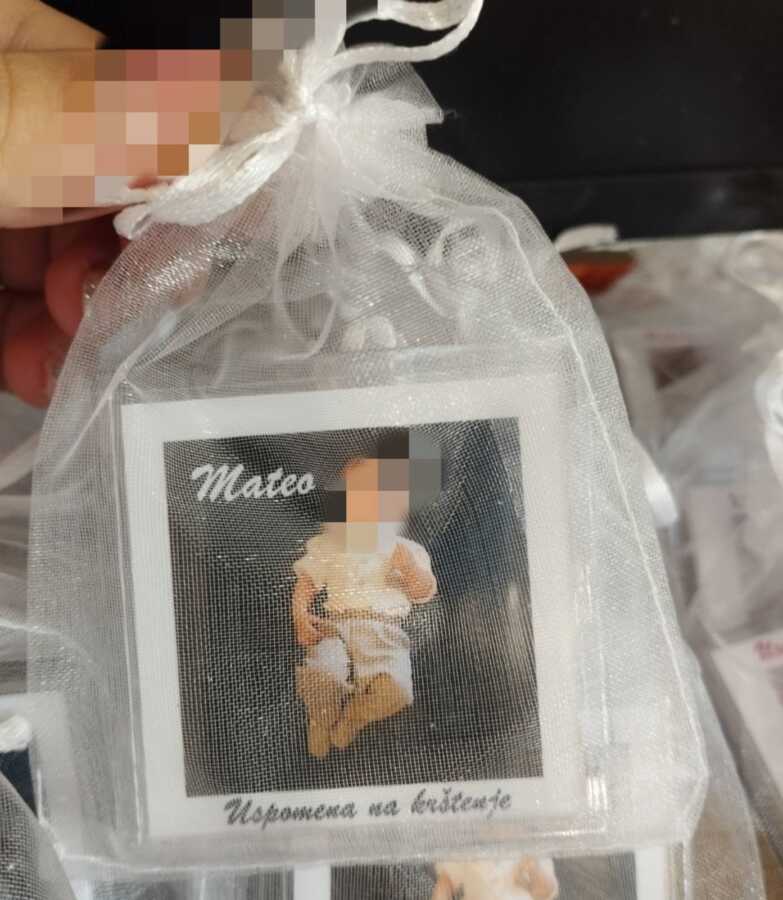 Mateo
Uspomena na krštenje